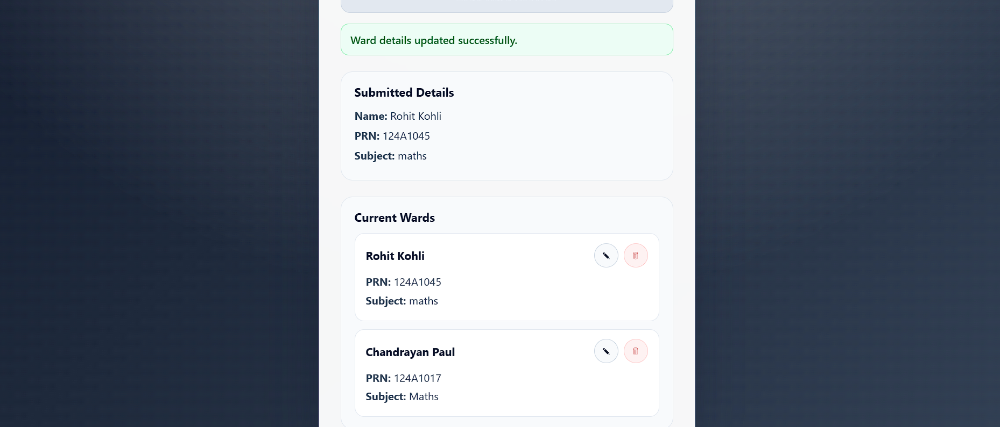 Ward details updated successfully.
Submitted Details
Name: Rohit Kohli
PRN: 124A1045
Subject: maths
Current Wards
Rohit Kohli
PRN: 124A1045
Subject: maths
Chandrayan Paul
PRN: 124A1017
Subject: Maths